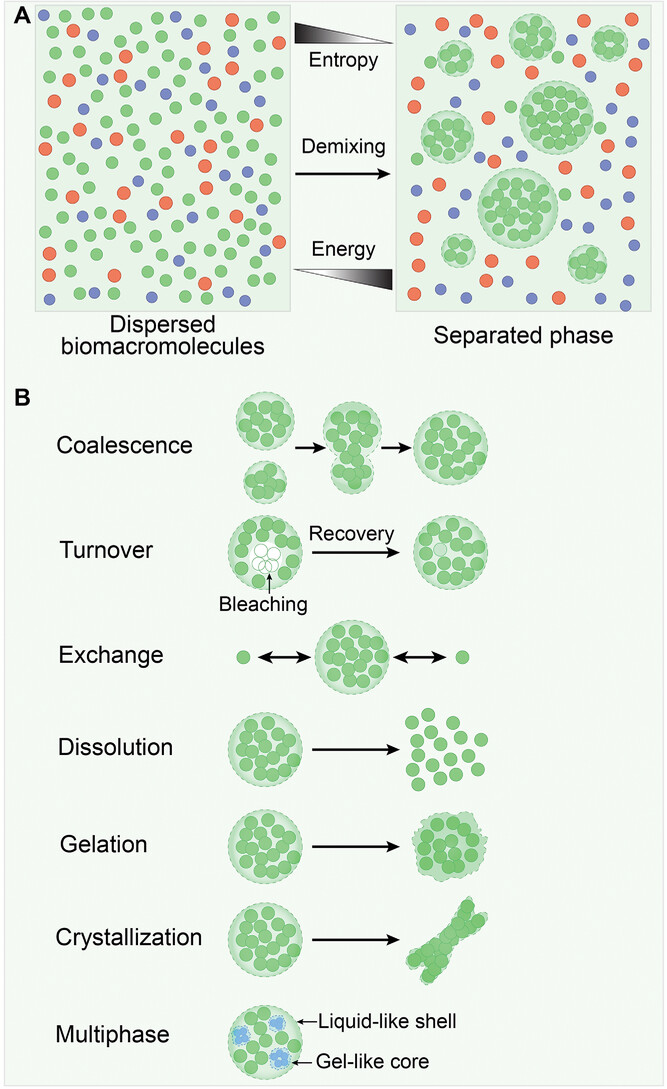 A
Entropy
Demixing
Energy
Dispersed
biomacromolecules
Separated phase
B
Coalescence
Turnover
Recovery
Bleaching
Exchange
Dissolution
Gelation
Crystallization
Multiphase
Liquid-like shell
Gel-like core